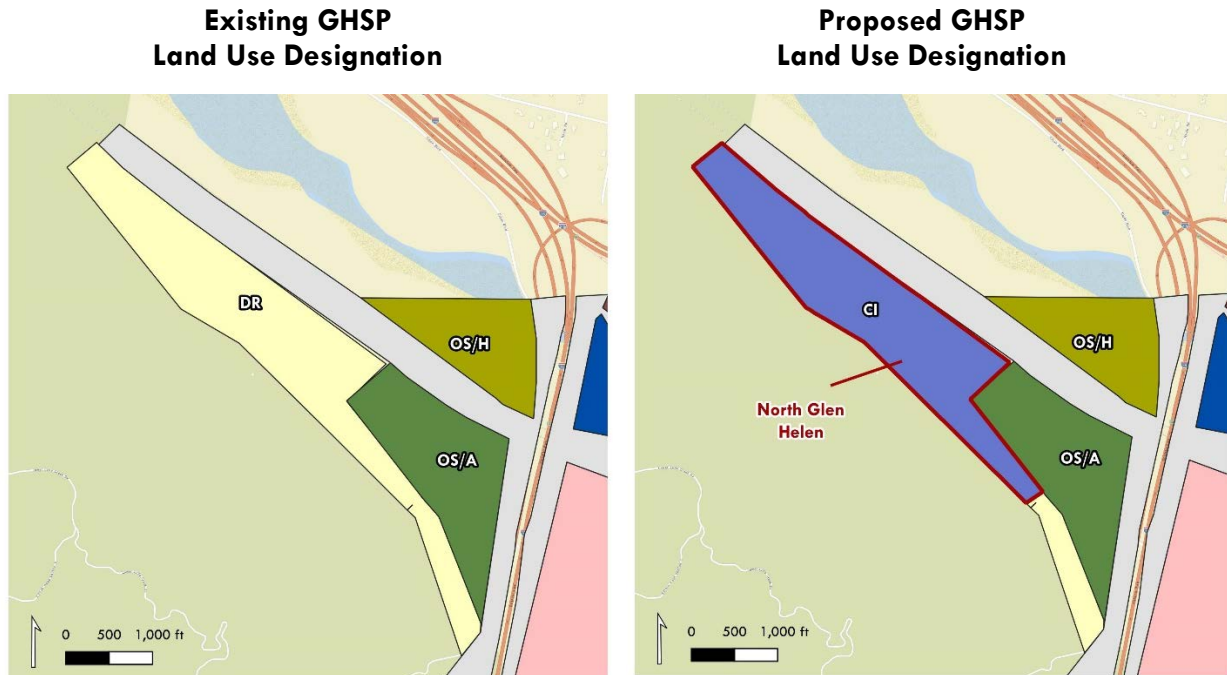 Existing GHSP
Land Use Designation
DR
OS/H
OS/A
0 500 1,000 ft
Proposed GHSP
Land Use Designation
CI
OS/H
North Glen
Helen
OS/A
0 500 1,000 ft